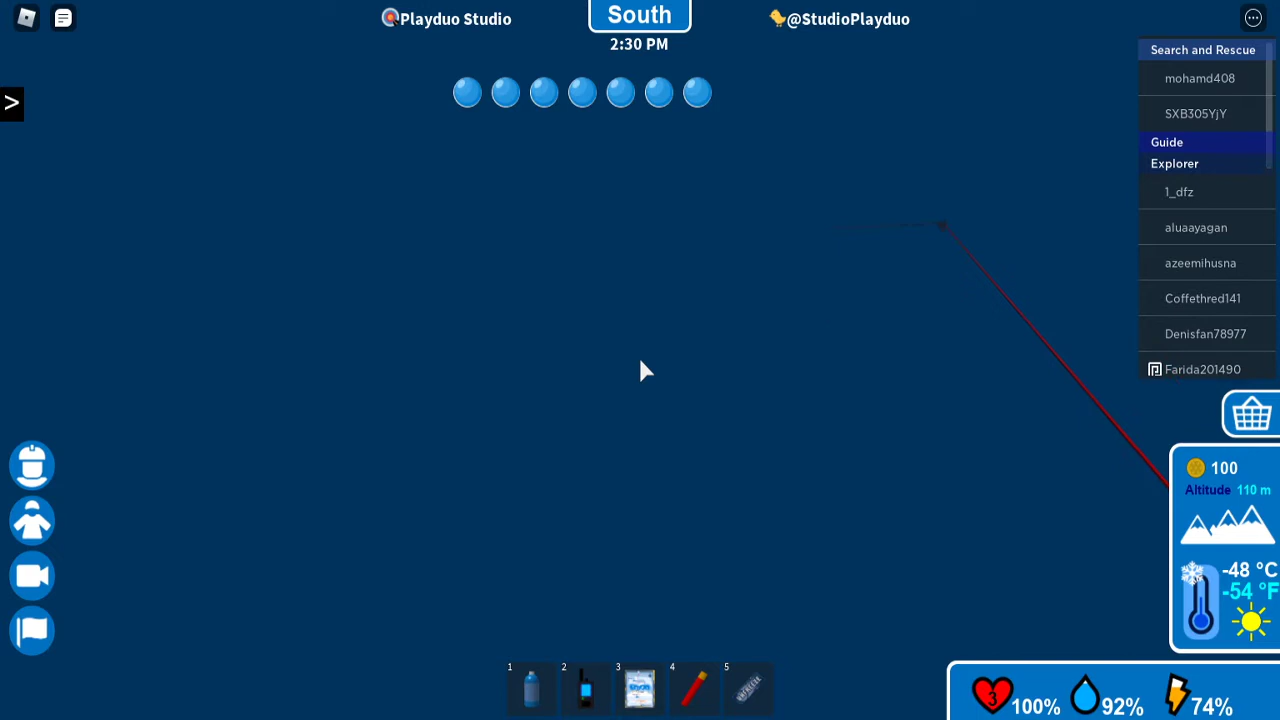 Playduo Studio
South
@StudioPlayduo
2:30 PM
>
Search and Rescue
mohamd408
SXB305YjY
Guide
Explorer
1_dfz
aluaayagan
azeemihusna
Coffethred141
Denisfan78977
Farida201490
100
Altitude 110 m
-48 °C
-54 °F
1
2
3
4
5
3
100%
92%
74%